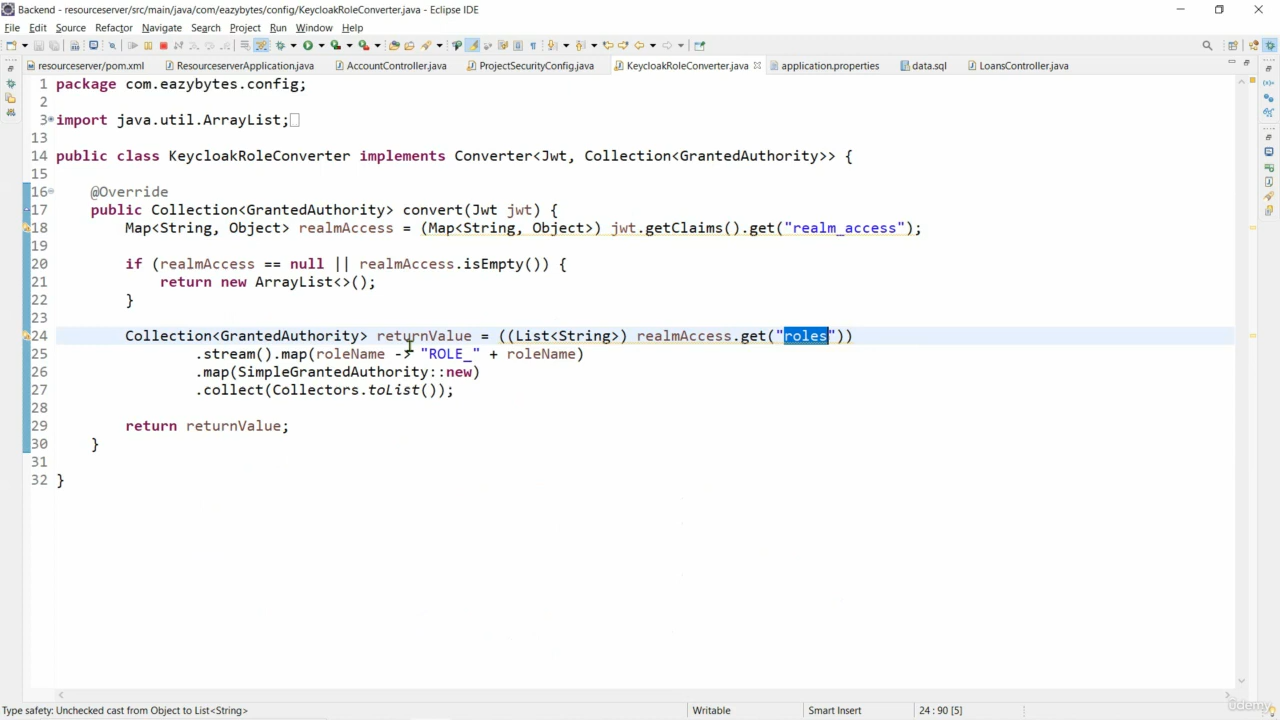 Backend - resourceserver/src/main/java/com/eazybytes/config/KeycloakRoleConverter.java - Eclipse IDE
File Edit Source Refactor Navigate Search Project Run Window Help
resourceserver/pom.xml ResourceserverApplication.java AccountController.java ProjectSecurityConfig.java KeycloakRoleConverter.java application.properties data.sql LoansController.java
1 package com.eazybytes.config;
2
3 import java.util.ArrayList;
13
14 public class KeycloakRoleConverter implements Converter<Jwt, Collection<GrantedAuthority>> {
15
16 @Override
17 public Collection<GrantedAuthority> convert(Jwt jwt) {
18 Map<String, Object> realmAccess = (Map<String, Object>) jwt.getClaims().get("realm_access");
19
20 if (realmAccess == null || realmAccess.isEmpty()) {
21 return new ArrayList<>();
22 }
23
24 Collection<GrantedAuthority> returnValue = ((List<String>) realmAccess.get("roles"))
25 .stream().map(roleName -> "ROLE_" + roleName)
26 .map(SimpleGrantedAuthority::new)
27 .collect(Collectors.toList());
28
29 return returnValue;
30 }
31
32 }
Type safety: Unchecked cast from Object to List<String> Writable Smart Insert 24 : 90 [5]
Udemy